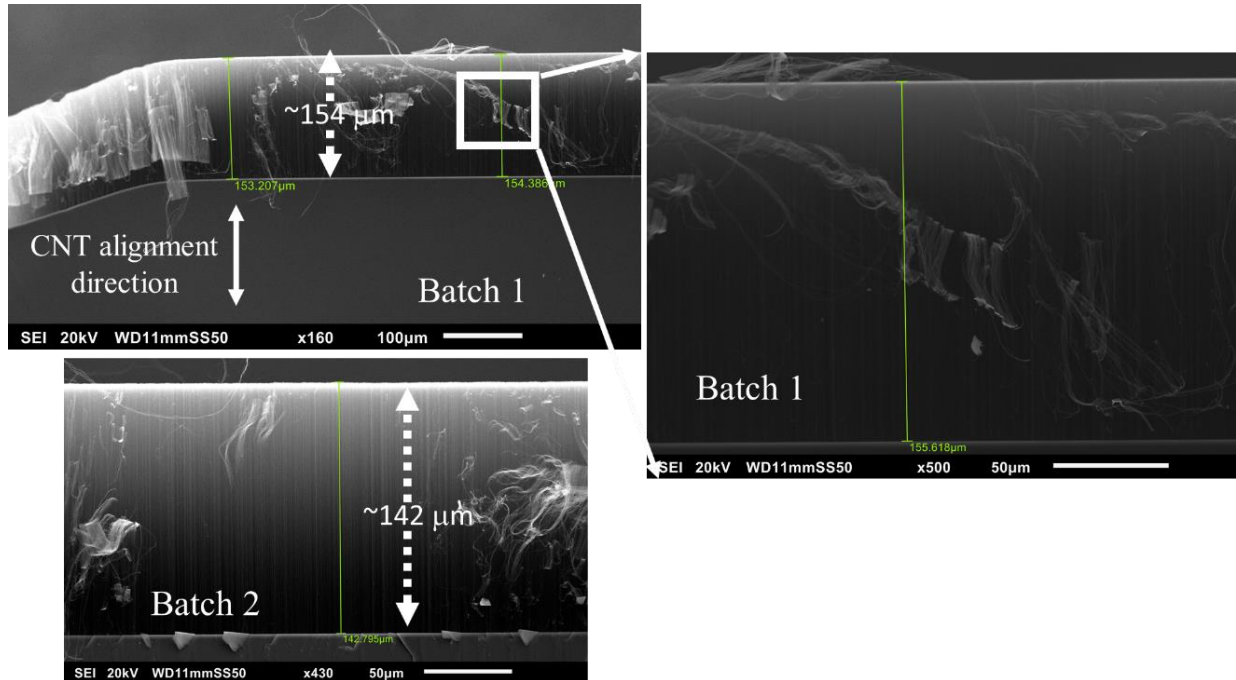 ~154 μm
153.207μm
154.386μm
CNT alignment
direction
Batch 1
SEI 20kV WD11mmSS50 x160 100μm
Batch 1
155.618μm
SEI 20kV WD11mmSS50 x500 50μm
~142 μm
Batch 2
142.795μm
SEI 20kV WD11mmSS50 x430 50μm